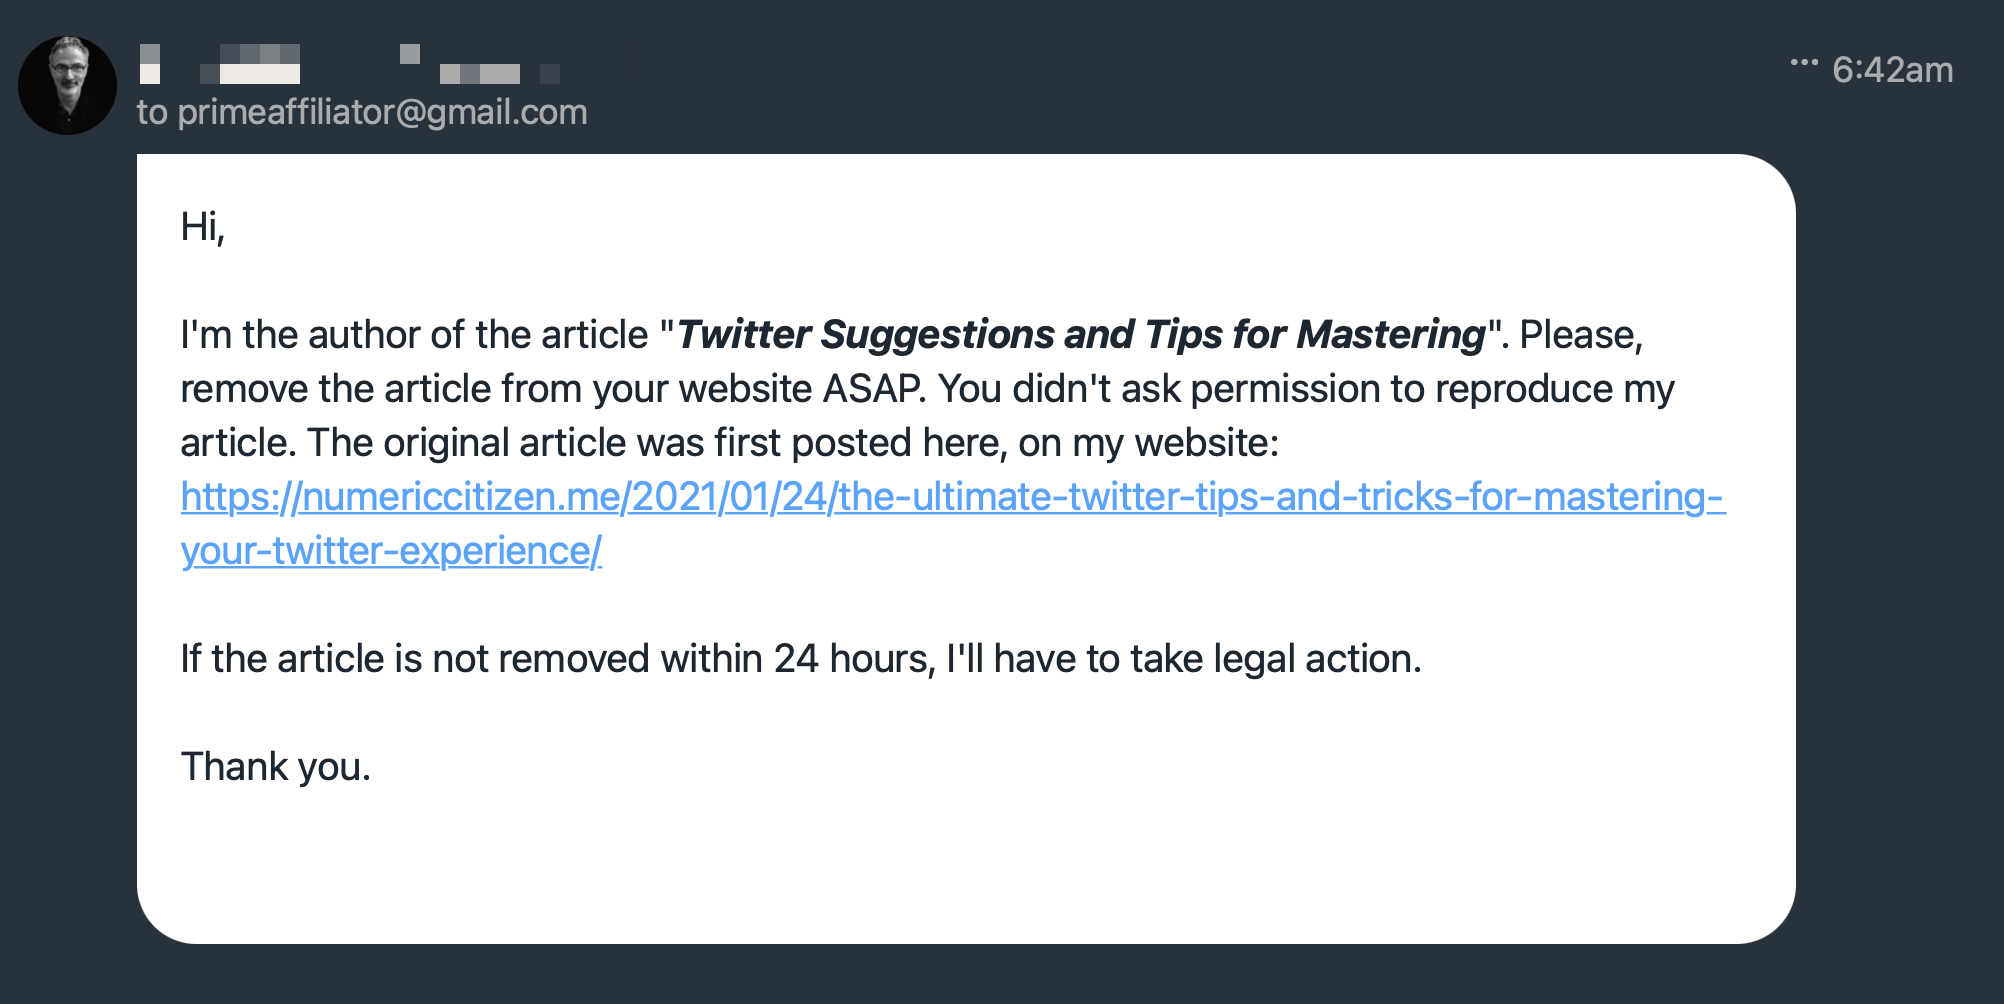 ••• 6:42am
to primeaffiliator@gmail.com
Hi,
I'm the author of the article "Twitter Suggestions and Tips for Mastering". Please,
remove the article from your website ASAP. You didn't ask permission to reproduce my
article. The original article was first posted here, on my website:
https://numericcitizen.me/2021/01/24/the-ultimate-twitter-tips-and-tricks-for-mastering-
your-twitter-experience/
If the article is not removed within 24 hours, I'll have to take legal action.
Thank you.